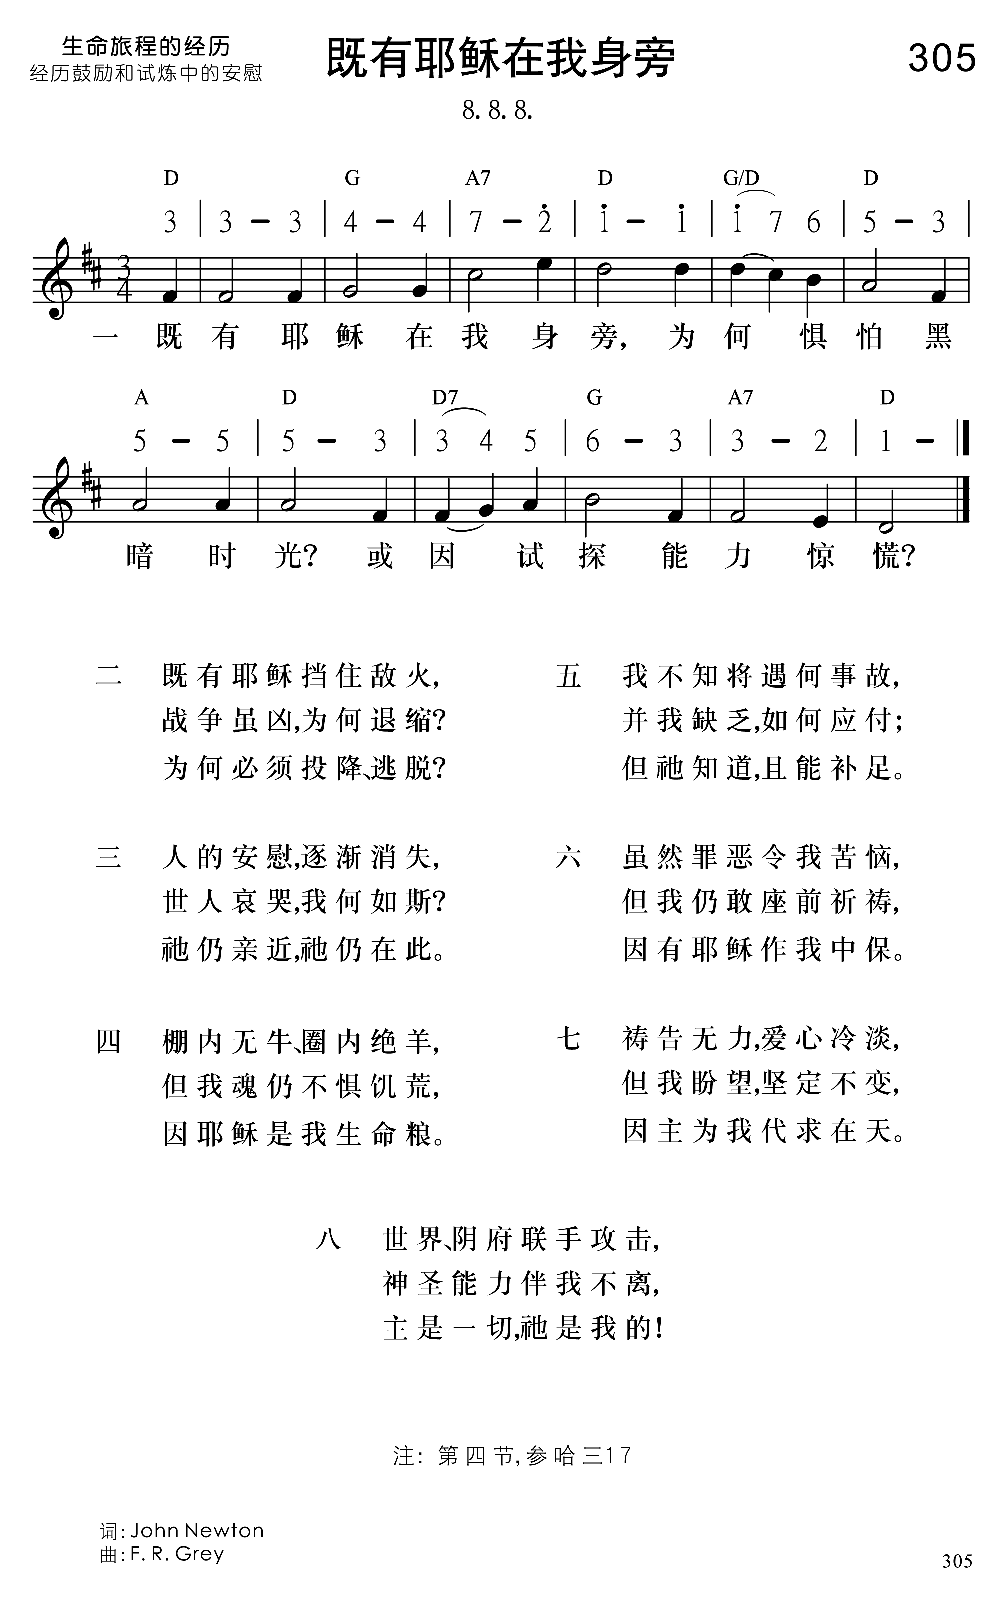 生命旅程的经历
经历鼓励和试炼中的安慰
既有耶稣在我身旁
305
8. 8. 8.
D G A7 D G/D D
3 | 3 – 3 | 4 – 4 | 7 – 2̇ | 1̇ – 1̇ | 1̇ 7 6 | 5 – 3 |
3
4
一 既有耶稣在我身旁，为何惧怕黑
A D D7 G A7 D
5 – 5 | 5 – 3 | 3 4 5 | 6 – 3 | 3 – 2 | 1 – ‖
暗时光？或因试探能力惊慌？
二 既有耶稣挡住敌火，
战争虽凶，为何退缩？
为何必须投降、逃脱？
三 人的安慰，逐渐消失，
世人哀哭，我何如斯？
祂仍亲近，祂仍在此。
四 棚内无牛、圈内绝羊，
但我魂仍不惧饥荒，
因耶稣是我生命粮。
五 我不知将遇何事故，
并我缺乏，如何应付；
但祂知道，且能补足。
六 虽然罪恶令我苦恼，
但我仍敢座前祈祷，
因有耶稣作我中保。
七 祷告无力，爱心冷淡，
但我盼望，坚定不变，
因主为我代求在天。
八 世界、阴府联手攻击，
神圣能力伴我不离，
主是一切，祂是我的！
注：第四节，参哈三17
词：John Newton
曲：F. R. Grey
305